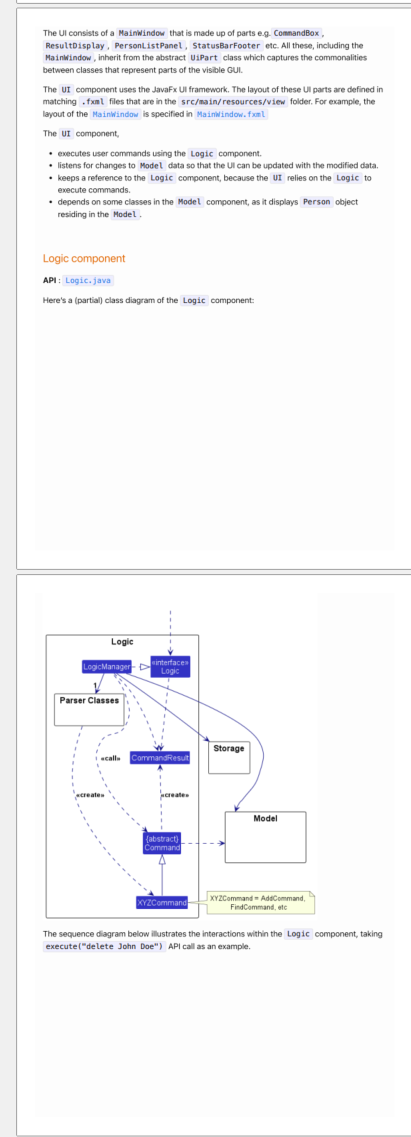 The UI consists of a MainWindow that is made up of parts e.g. CommandBox ,
ResultDisplay , PersonListPanel , StatusBarFooter etc. All these, including the
MainWindow , inherit from the abstract UiPart class which captures the commonalities
between classes that represent parts of the visible GUI.
The UI component uses the JavaFx UI framework. The layout of these UI parts are defined in
matching .fxml files that are in the src/main/resources/view folder. For example, the
layout of the MainWindow is specified in MainWindow.fxml
The UI component,
• executes user commands using the Logic component.
• listens for changes to Model data so that the UI can be updated with the modified data.
• keeps a reference to the Logic component, because the UI relies on the Logic to
execute commands.
• depends on some classes in the Model component, as it displays Person object
residing in the Model .
Logic component
API : Logic.java
Here's a (partial) class diagram of the Logic component:
Logic
LogicManager
«interface»
Logic
1
Parser Classes
Storage
«call»
CommandResult
«create»
«create»
Model
{abstract}
Command
XYZCommand
XYZCommand = AddCommand,
FindCommand, etc
The sequence diagram below illustrates the interactions within the Logic component, taking
execute("delete John Doe") API call as an example.